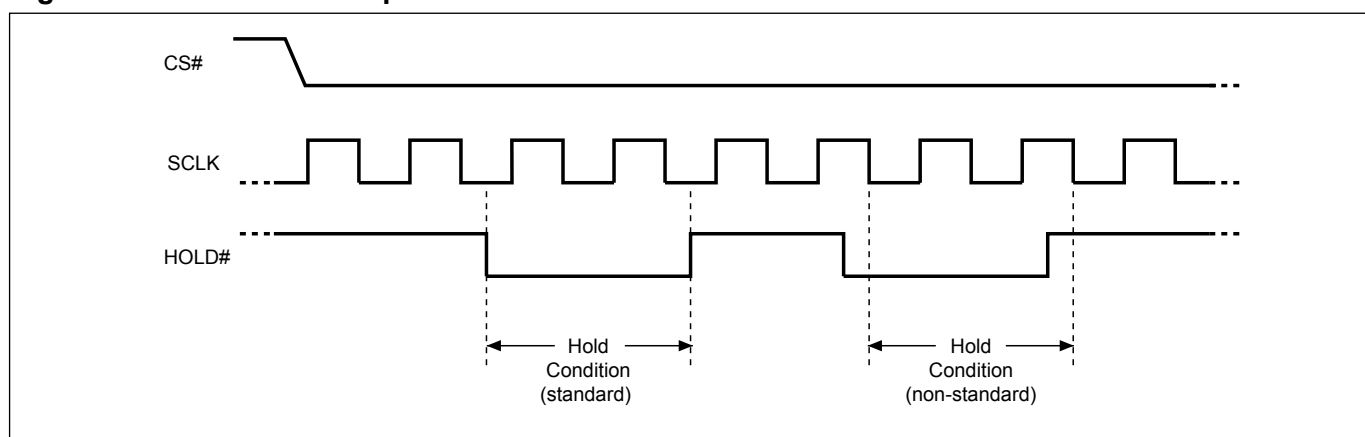 CS#
SCLK
HOLD#
Hold
Condition
(standard)
Hold
Condition
(non-standard)